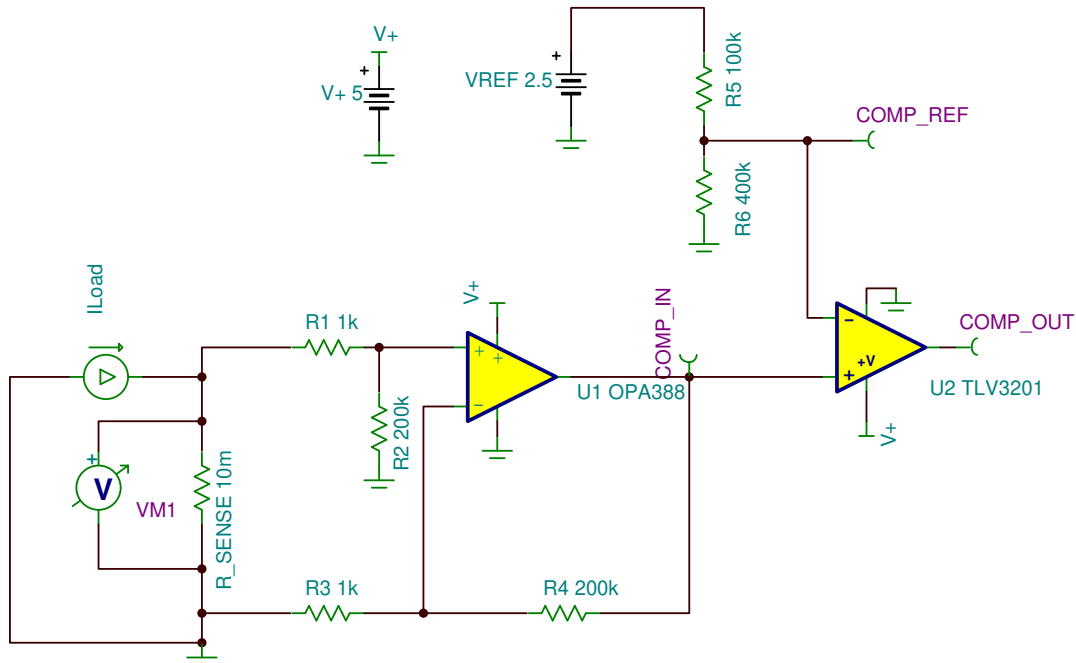 V+
V+ 5
VREF 2.5
R5 100k
COMP_REF
R6 400k
ILoad
R1 1k
V+
COMP_IN
COMP_OUT
+V
U1 OPA388
U2 TLV3201
R2 200k
V+
V
VM1
R_SENSE 10m
R3 1k
R4 200k